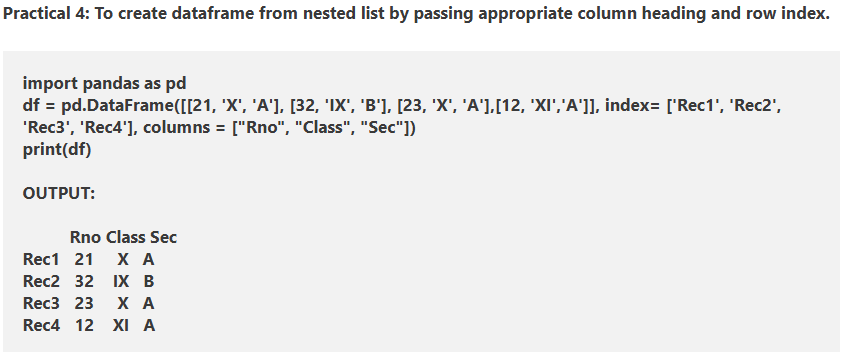 Practical 4: To create dataframe from nested list by passing appropriate column heading and row index.
import pandas as pd
df = pd.DataFrame([[21, 'X', 'A'], [32, 'IX', 'B'], [23, 'X', 'A'],[12, 'XI','A']], index= ['Rec1', 'Rec2',
'Rec3', 'Rec4'], columns = ["Rno", "Class", "Sec"])
print(df)
OUTPUT:
Rno Class Sec
Rec1 21 X A
Rec2 32 IX B
Rec3 23 X A
Rec4 12 XI A